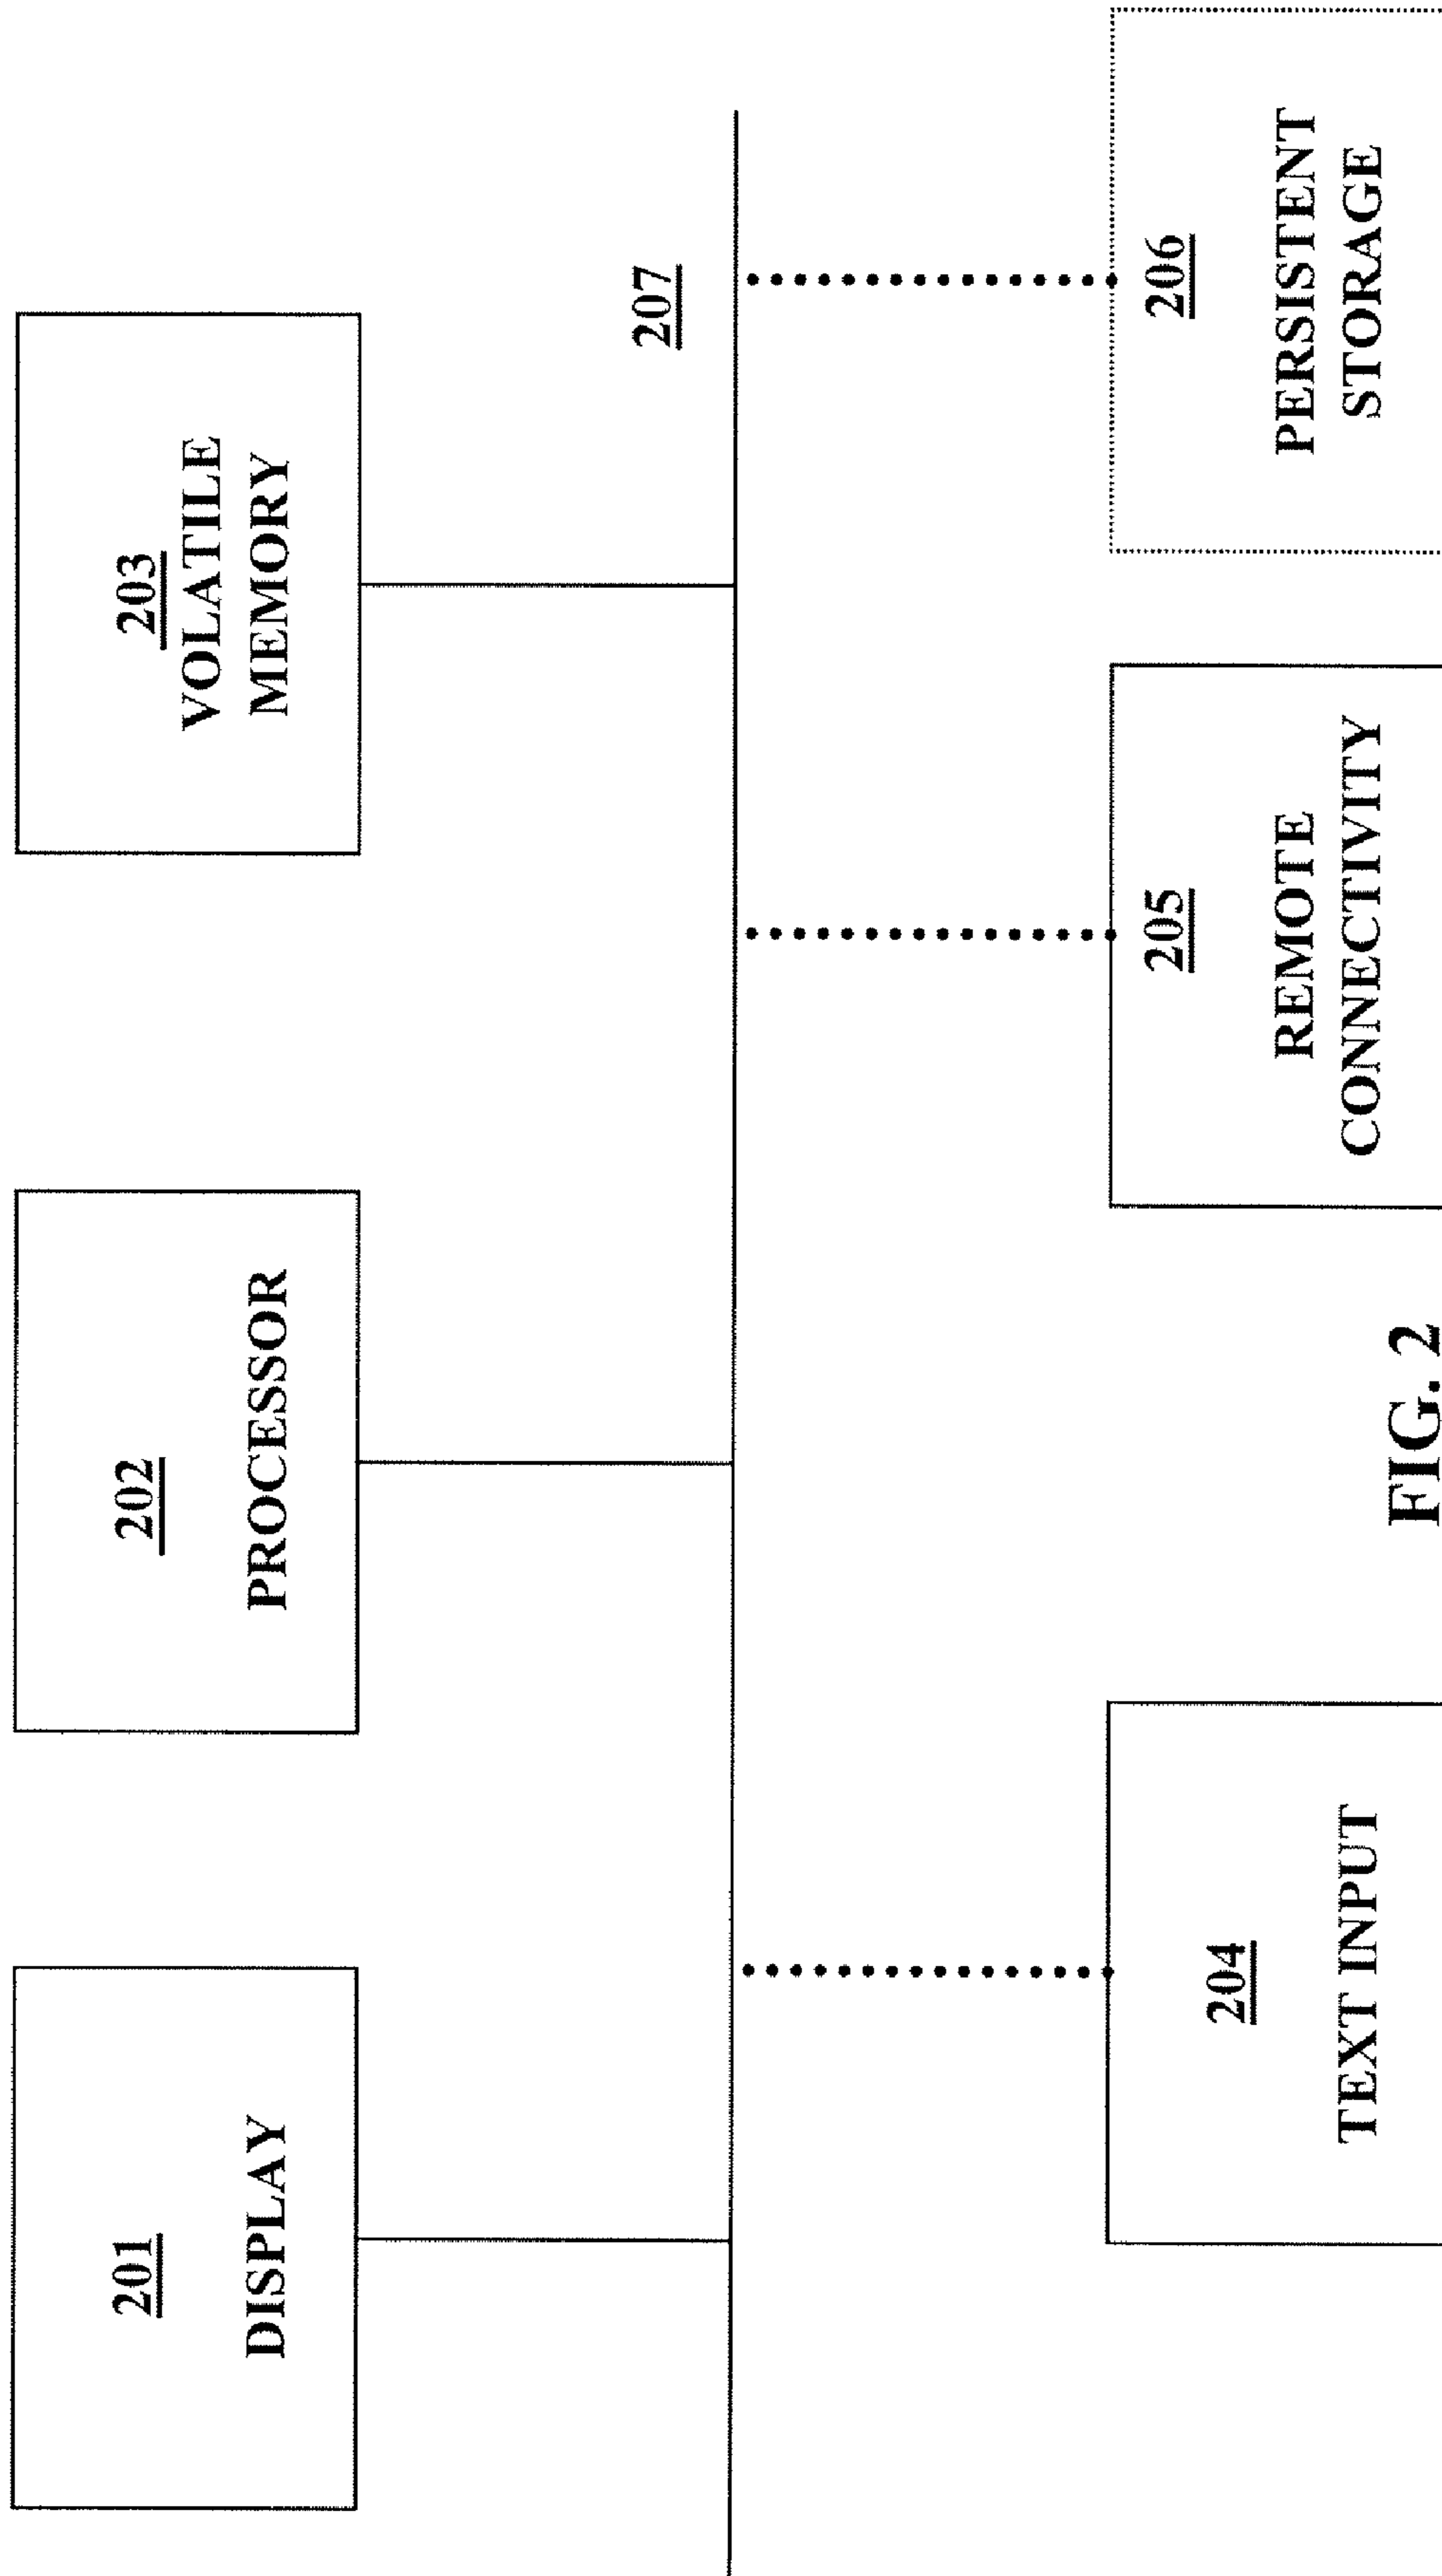 201
DISPLAY
202
PROCESSOR
203
VOLATILE
MEMORY
207
204
TEXT INPUT
205
REMOTE
CONNECTIVITY
206
PERSISTENT
STORAGE
FIG. 2